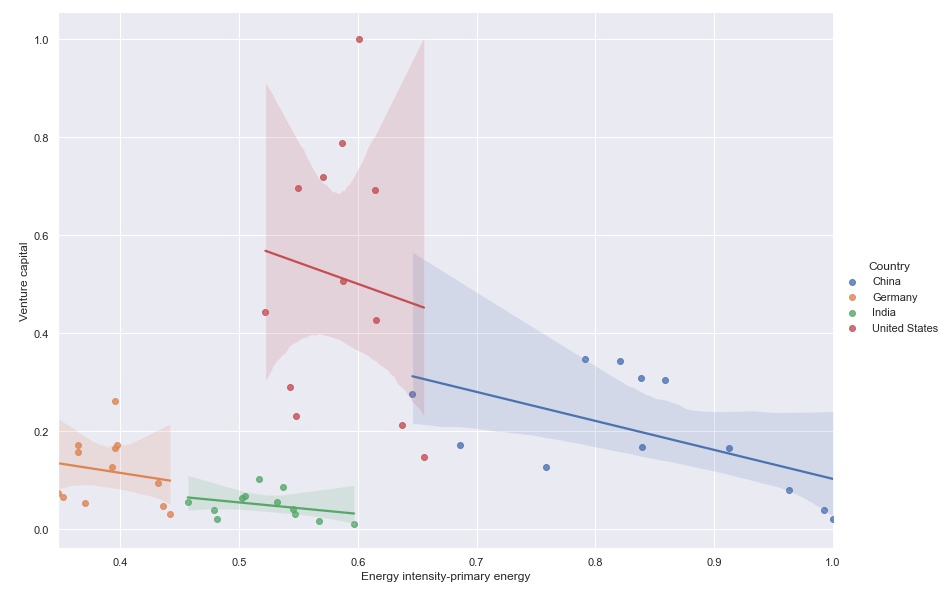 1.0
0.8
0.6
0.4
0.2
0.0
Venture capital
0.4 0.5 0.6 0.7 0.8 0.9 1.0
Energy intensity-primary energy
Country
China
Germany
India
United States